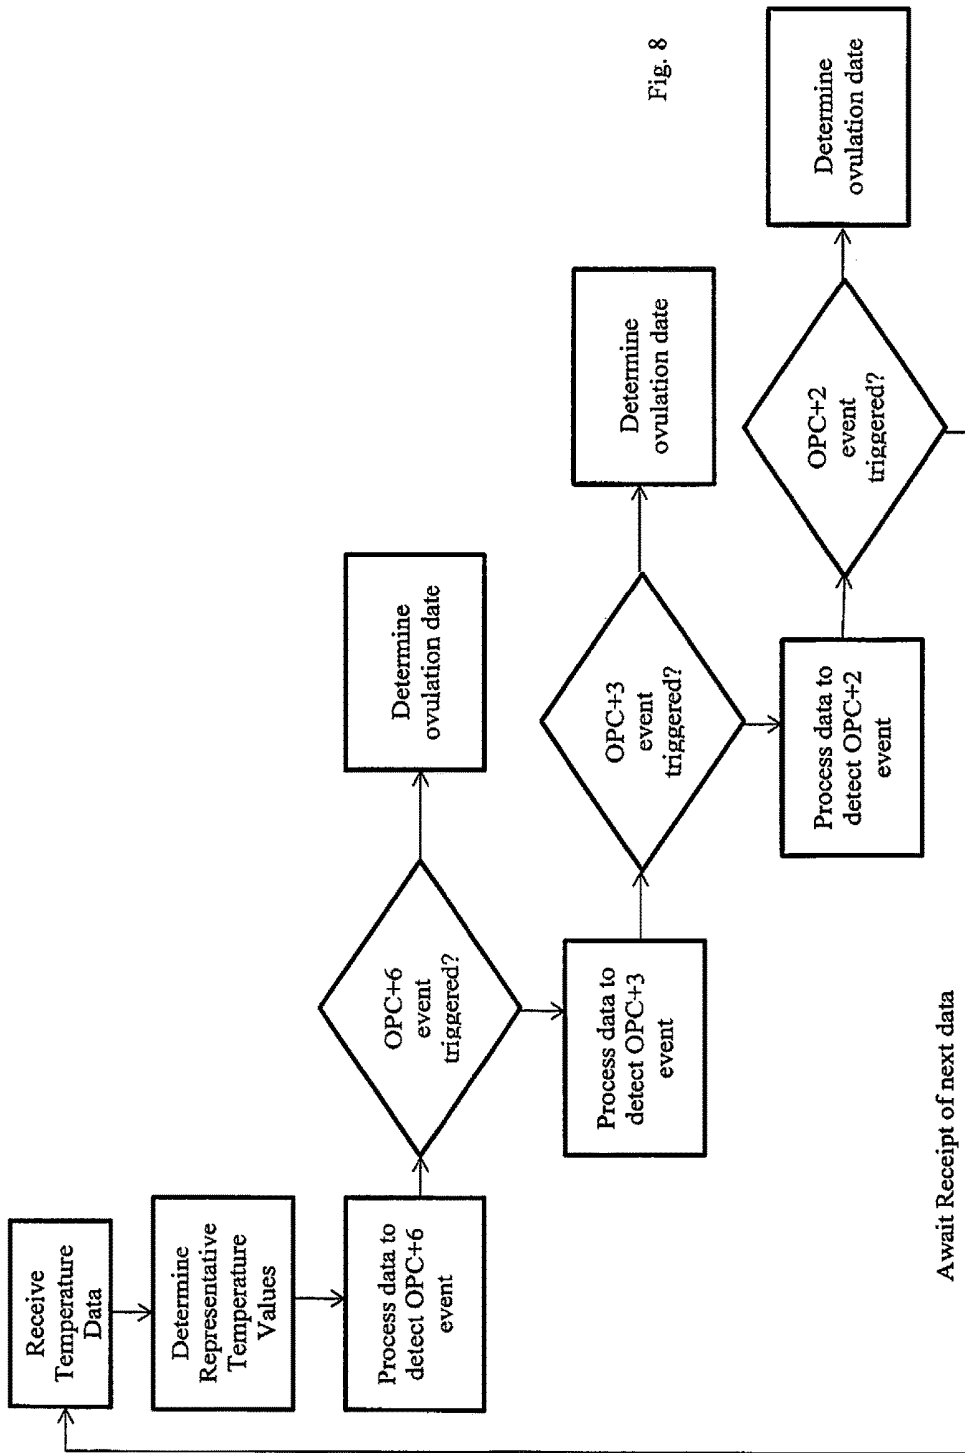 Receive
Temperature
Data
Determine
Representative
Temperature
Values
Process data to
detect OPC+6
event
OPC+6
event
triggered?
Determine
ovulation date
Process data to
detect OPC+3
event
OPC+3
event
triggered?
Determine
ovulation date
Process data to
detect OPC+2
event
OPC+2
event
triggered?
Determine
ovulation date
Await Receipt of next data
Fig. 8